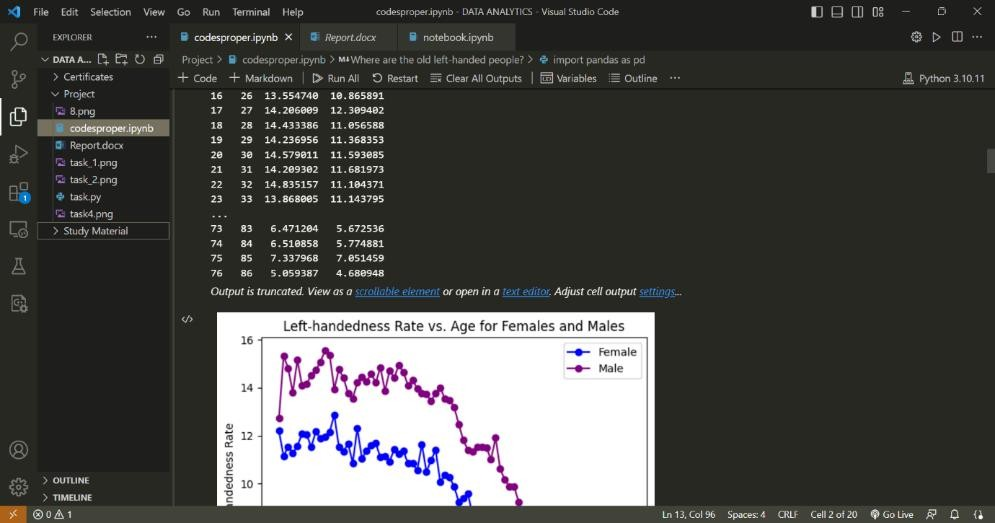 File Edit Selection View Go Run Terminal Help codesproper.ipynb - DATA ANALYTICS - Visual Studio Code
EXPLORER ...
codesproper.ipynb Report.docx notebook.ipynb
DATA A...
Certificates
Project
8.png
codesproper.ipynb
Report.docx
task_1.png
task_2.png
task.py
task4.png
Study Material
OUTLINE
TIMELINE
1
Project > codesproper.ipynb > M↓Where are the old left-handed people? > import pandas as pd
Code Markdown Run All Restart Clear All Outputs Variables Outline ... Python 3.10.11
16 26 13.554740 10.865891
17 27 14.206009 12.309402
18 28 14.433386 11.056588
19 29 14.236956 11.368353
20 30 14.579011 11.593085
21 31 14.209302 11.681973
22 32 14.835157 11.104371
23 33 13.868005 11.143795
...
73 83 6.471204 5.672536
74 84 6.510858 5.774881
75 85 7.337968 7.051459
76 86 5.059387 4.680948
Output is truncated. View as a scrollable element or open in a text editor. Adjust cell output settings...
Left-handedness Rate vs. Age for Females and Males
Female
Male
16
14
12
10
andedness Rate
0 1 Ln 13, Col 96 Spaces: 4 CRLF Cell 2 of 20 Go Live